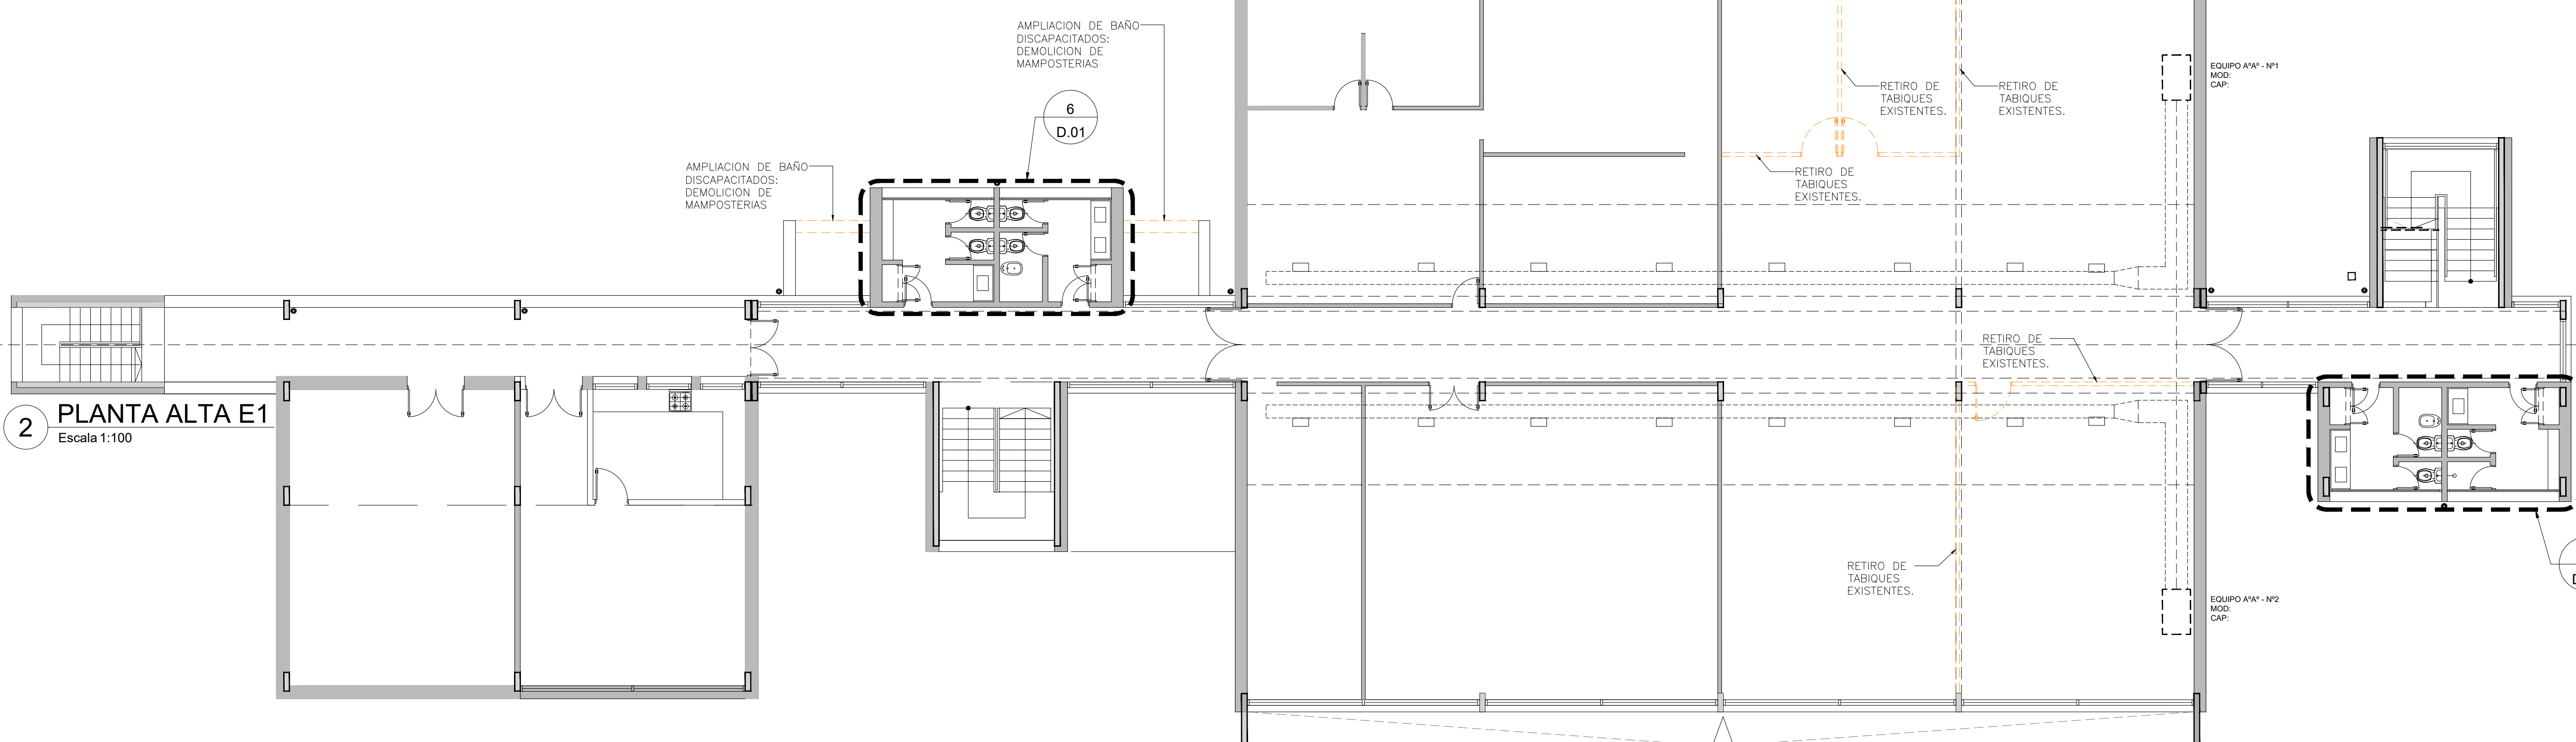 AMPLIACION DE BAÑO
DISCAPACITADOS:
DEMOLICION DE
MAMPOSTERIAS
6
D.01
AMPLIACION DE BAÑO
DISCAPACITADOS:
DEMOLICION DE
MAMPOSTERIAS
RETIRO DE
TABIQUES
EXISTENTES.
RETIRO DE
TABIQUES
EXISTENTES.
RETIRO DE
TABIQUES
EXISTENTES.
EQUIPO AºAº - Nº1
MOD:
CAP:
RETIRO DE
TABIQUES
EXISTENTES.
2
PLANTA ALTA E1
Escala 1:100
RETIRO DE
TABIQUES
EXISTENTES.
EQUIPO AºAº - Nº2
MOD:
CAP: